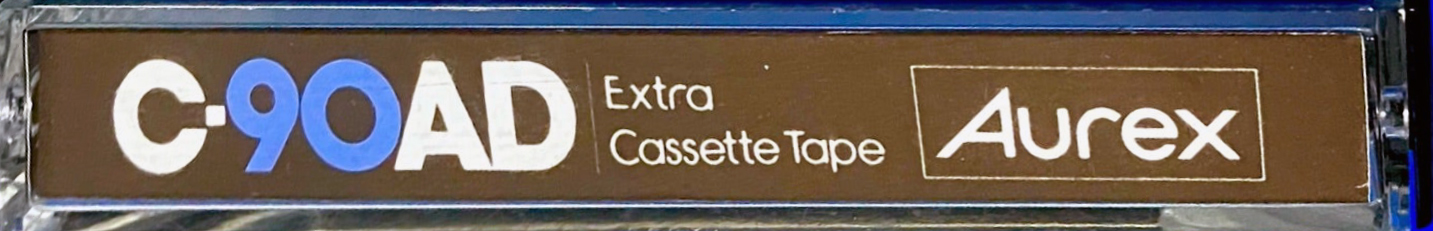 C-90AD
Extra
Cassette Tape
Aurex